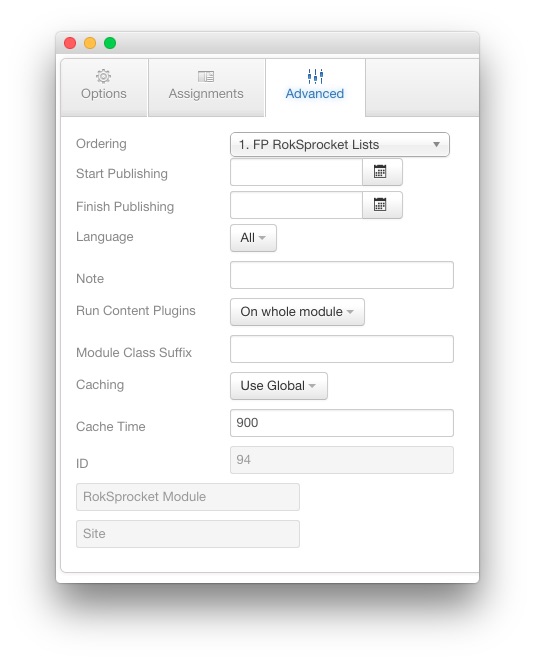 Options
Assignments
Advanced
Ordering
1. FP RokSprocket Lists
Start Publishing
Finish Publishing
Language
All
Note
Run Content Plugins
On whole module
Module Class Suffix
Caching
Use Global
Cache Time
900
ID
94
RokSprocket Module
Site